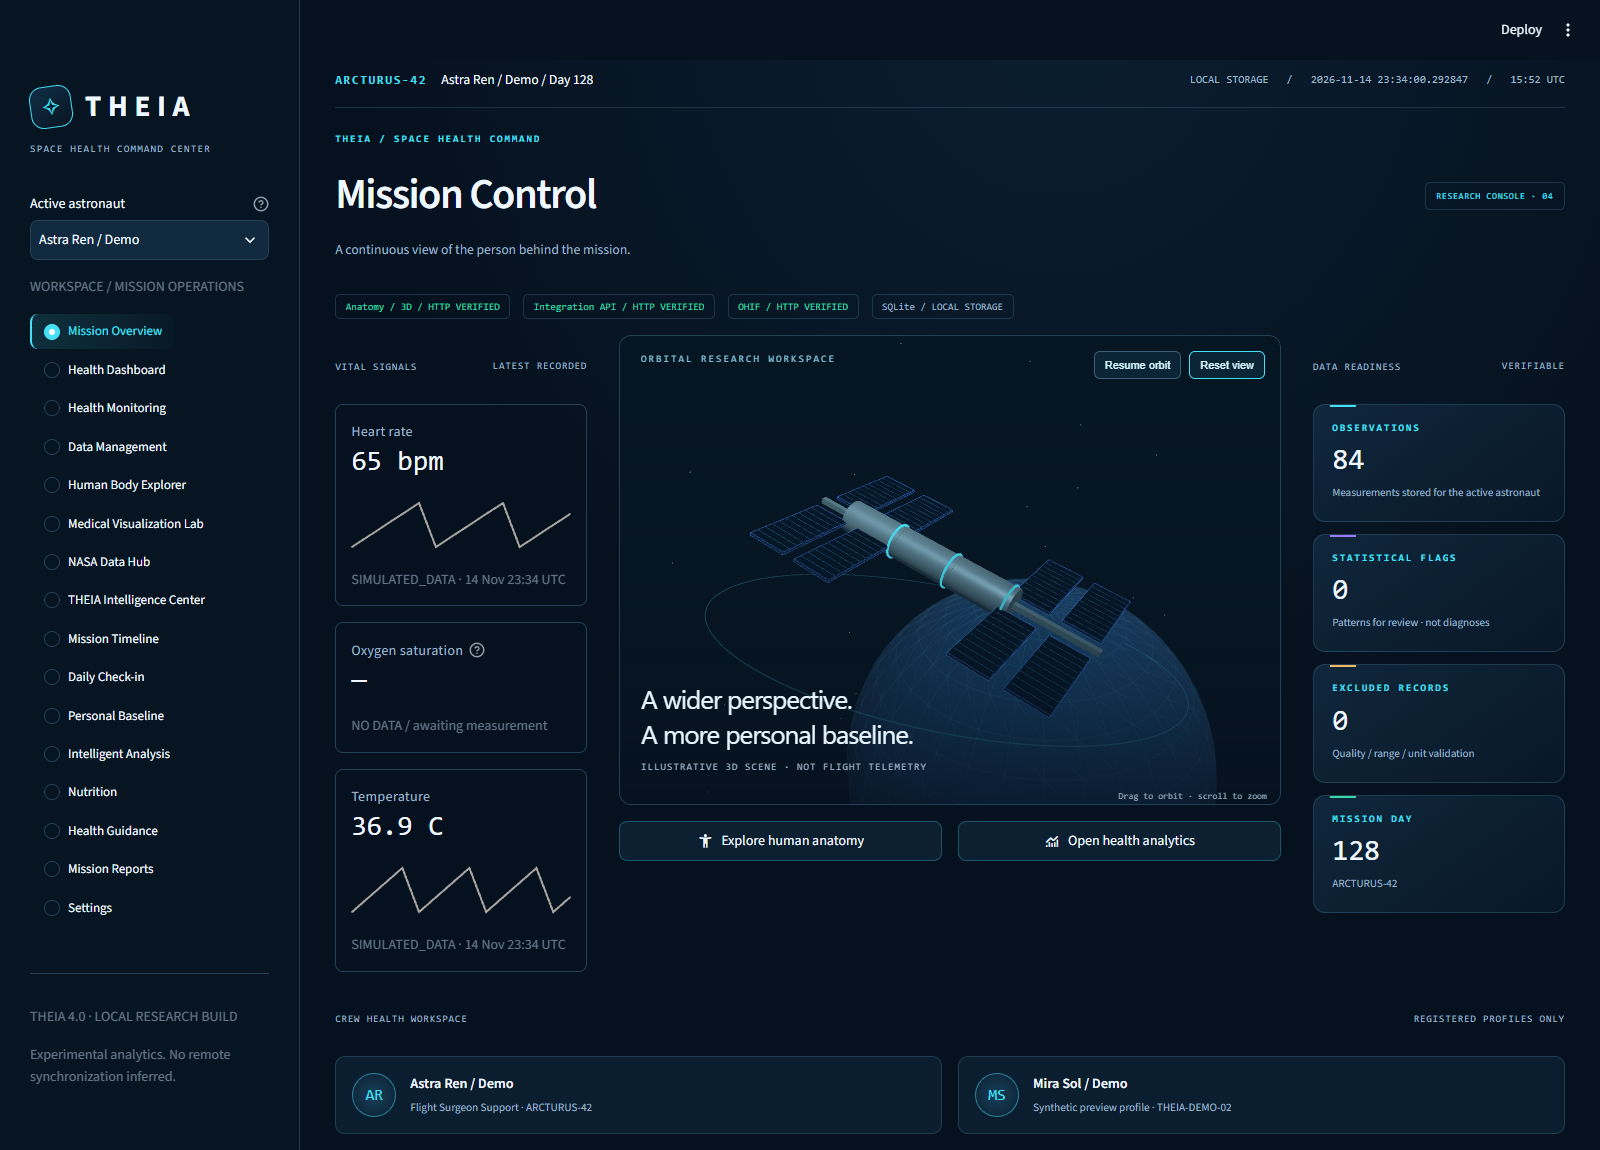 Deploy
THEIA
SPACE HEALTH COMMAND CENTER
Active astronaut
Astra Ren / Demo
WORKSPACE / MISSION OPERATIONS
Mission Overview
Health Dashboard
Health Monitoring
Data Management
Human Body Explorer
Medical Visualization Lab
NASA Data Hub
THEIA Intelligence Center
Mission Timeline
Daily Check-in
Personal Baseline
Intelligent Analysis
Nutrition
Health Guidance
Mission Reports
Settings
THEIA 4.0 · LOCAL RESEARCH BUILD
Experimental analytics. No remote
synchronization inferred.
ARCTURUS-42 Astra Ren / Demo / Day 128
LOCAL STORAGE / 2026-11-14 23:34:00.292847 / 15:52 UTC
THEIA / SPACE HEALTH COMMAND
Mission Control
RESEARCH CONSOLE · 04
A continuous view of the person behind the mission.
Anatomy / 3D / HTTP VERIFIED
Integration API / HTTP VERIFIED
OHIF / HTTP VERIFIED
SQLite / LOCAL STORAGE
VITAL SIGNALS
LATEST RECORDED
Heart rate
65 bpm
SIMULATED_DATA · 14 Nov 23:34 UTC
Oxygen saturation
—
NO DATA / awaiting measurement
Temperature
36.9 C
SIMULATED_DATA · 14 Nov 23:34 UTC
ORBITAL RESEARCH WORKSPACE
Resume orbit
Reset view
A wider perspective.
A more personal baseline.
ILLUSTRATIVE 3D SCENE · NOT FLIGHT TELEMETRY
Drag to orbit · scroll to zoom
Explore human anatomy
Open health analytics
DATA READINESS
VERIFIABLE
OBSERVATIONS
84
Measurements stored for the active astronaut
STATISTICAL FLAGS
0
Patterns for review · not diagnoses
EXCLUDED RECORDS
0
Quality / range / unit validation
MISSION DAY
128
ARCTURUS-42
CREW HEALTH WORKSPACE
REGISTERED PROFILES ONLY
AR
Astra Ren / Demo
Flight Surgeon Support · ARCTURUS-42
MS
Mira Sol / Demo
Synthetic preview profile · THEIA-DEMO-02